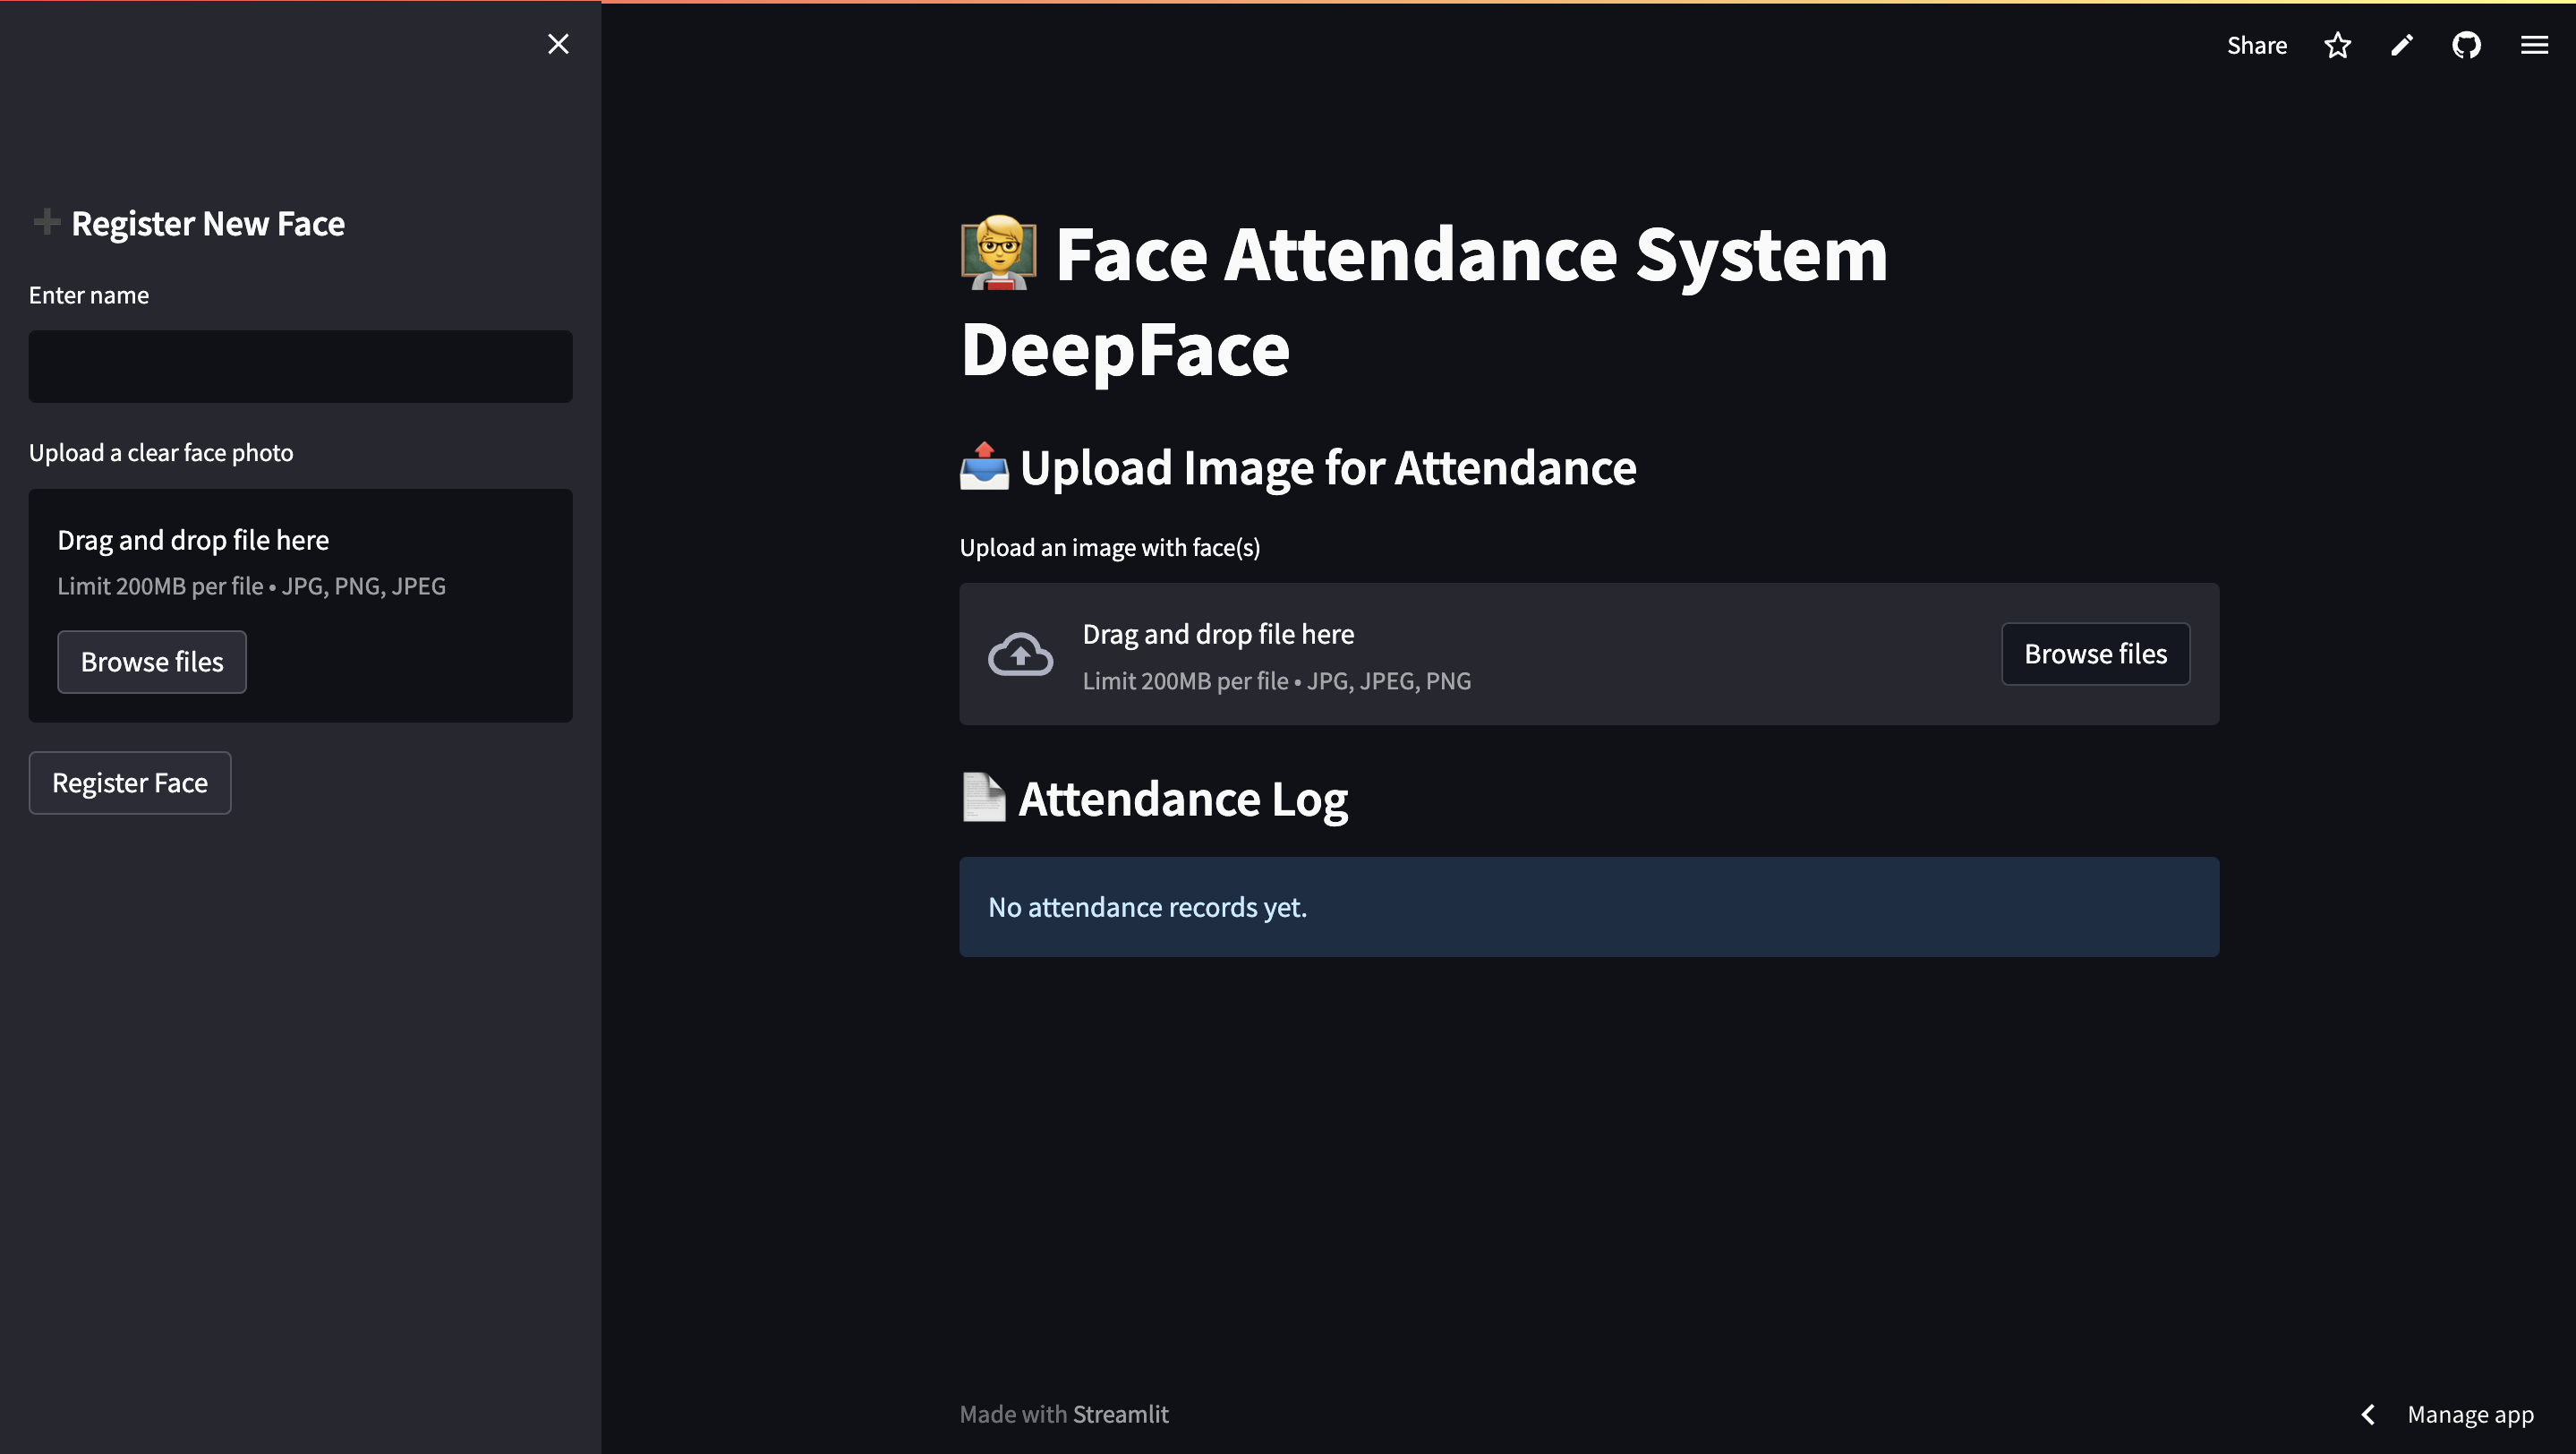 Share
Register New Face
Enter name
Upload a clear face photo
Drag and drop file here
Limit 200MB per file • JPG, PNG, JPEG
Browse files
Register Face
Face Attendance System
DeepFace
Upload Image for Attendance
Upload an image with face(s)
Drag and drop file here
Limit 200MB per file • JPG, JPEG, PNG
Browse files
Attendance Log
No attendance records yet.
Made with Streamlit
Manage app